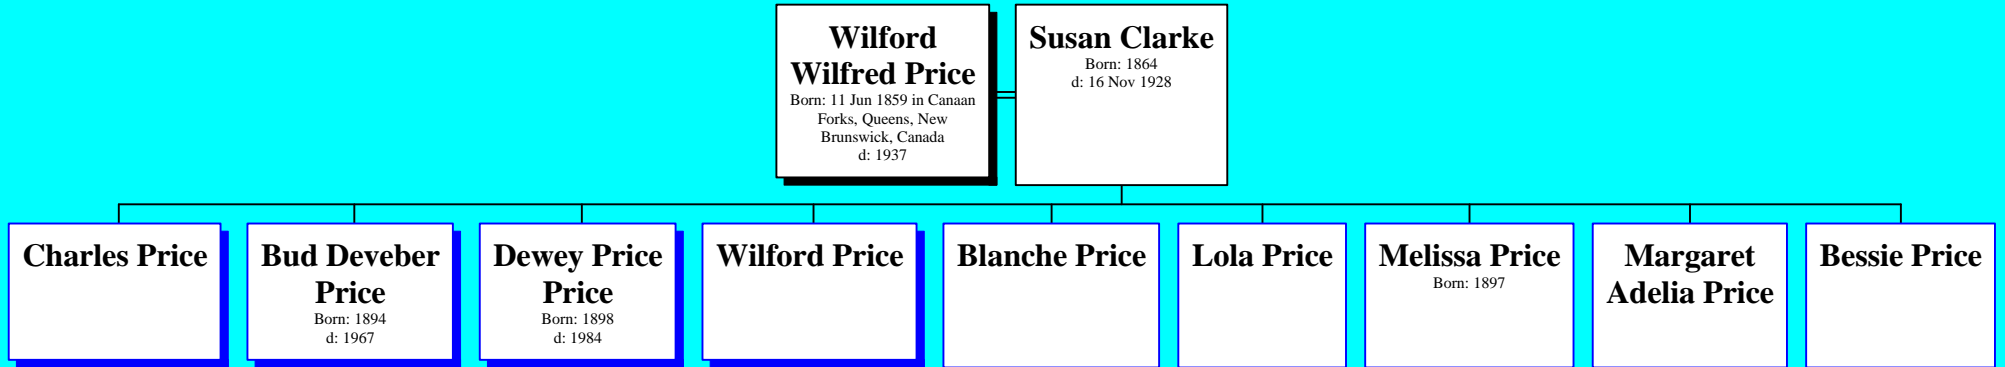 Wilford
Wilfred Price
Born: 11 Jun 1859 in Canaan
Forks, Queens, New
Brunswick, Canada
d: 1937
Susan Clarke
Born: 1864
d: 16 Nov 1928
Charles Price
Bud Deveber
Price
Born: 1894
d: 1967
Dewey Price
Price
Born: 1898
d: 1984
Wilford Price
Blanche Price
Lola Price
Melissa Price
Born: 1897
Margaret
Adelia Price
Bessie Price